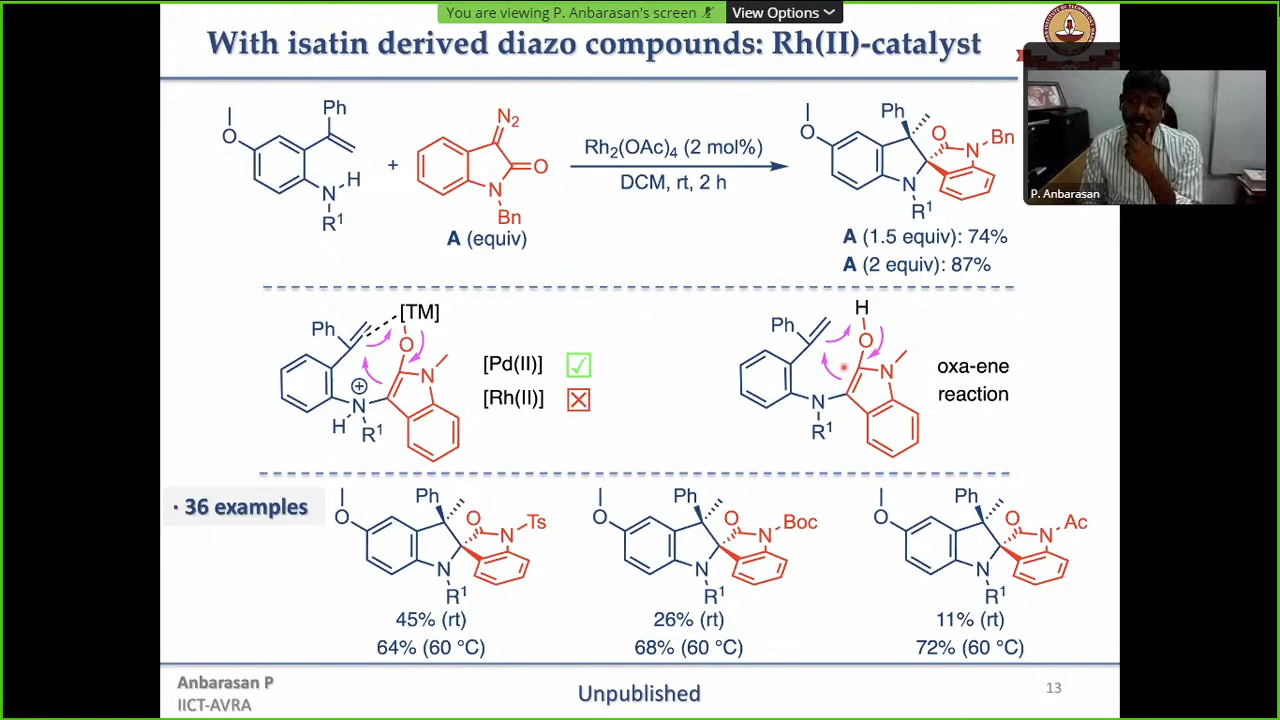 You are viewing P. Anbarasan's screen
View Options
With isatin derived diazo compounds: Rh(II)-catalyst
P. Anbarasan
O
Ph
N
H
R¹
+
N₂
O
N
Bn
A (equiv)
Rh₂(OAc)₄ (2 mol%)
DCM, rt, 2 h
O
Ph
O
N
Bn
N
R¹
A (1.5 equiv): 74%
A (2 equiv): 87%
Ph
[TM]
O
N
⊕
N
H
R¹
[Pd(II)] ✓
[Rh(II)] ✕
Ph
H
O
N
N
R¹
oxa-ene
reaction
· 36 examples
O
Ph
O
N
Ts
N
R¹
45% (rt)
64% (60 °C)
O
Ph
O
N
Boc
N
R¹
26% (rt)
68% (60 °C)
O
Ph
O
N
Ac
N
R¹
11% (rt)
72% (60 °C)
Anbarasan P
IICT-AVRA
Unpublished
13